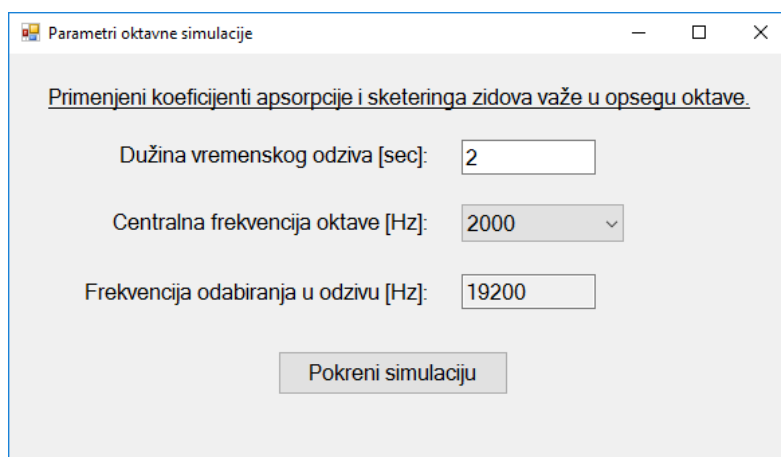 Parametri oktavne simulacije
Primenjeni koeficijenti apsorpcije i sketeringa zidova važe u opsegu oktave.
Dužina vremenskog odziva [sec]: 2
Centralna frekvencija oktave [Hz]: 2000
Frekvencija odabiranja u odzivu [Hz]: 19200
Pokreni simulaciju